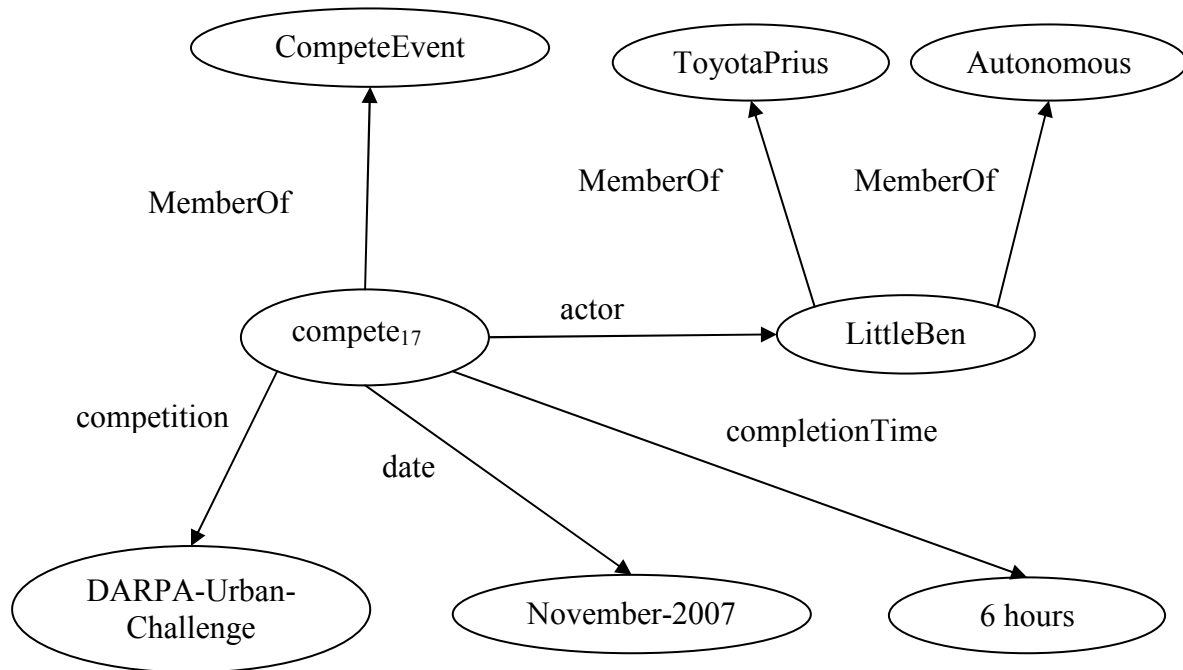 CompeteEvent
ToyotaPrius
Autonomous
MemberOf
MemberOf
MemberOf
compete₁₇
actor
LittleBen
competition
date
completionTime
DARPA-Urban-
Challenge
November-2007
6 hours